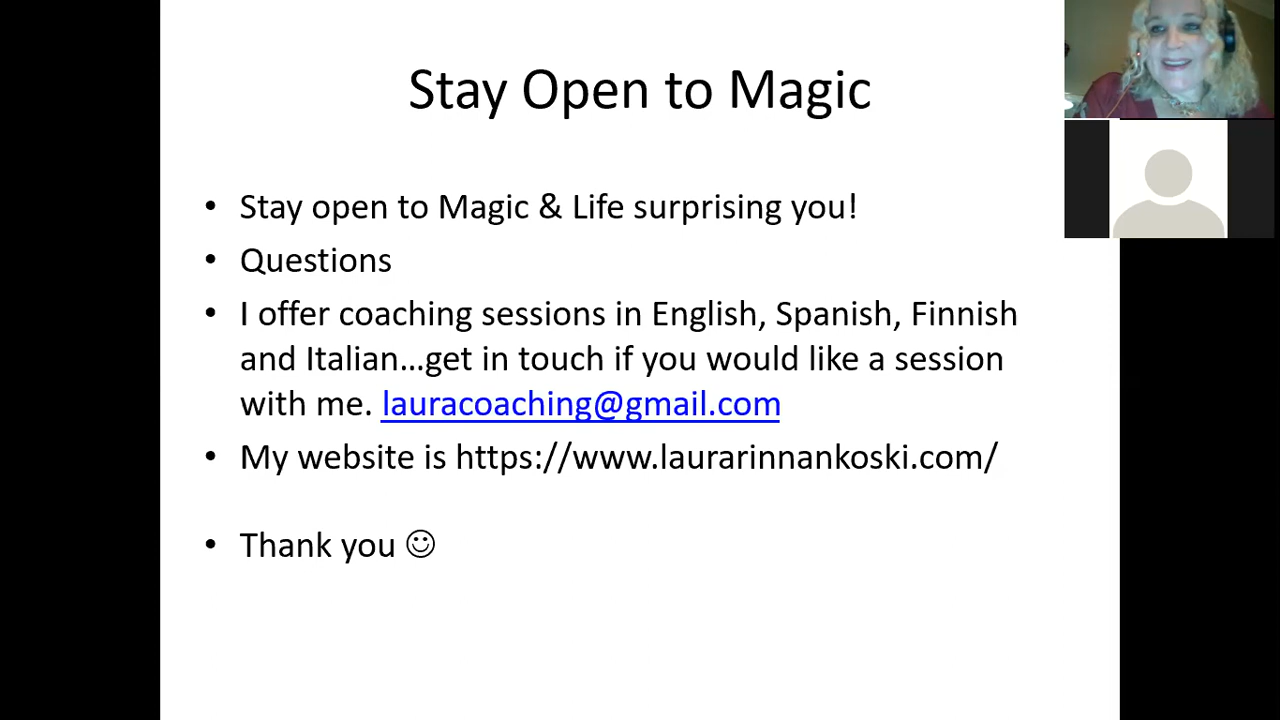 Stay Open to Magic
• Stay open to Magic & Life surprising you!
• Questions
• I offer coaching sessions in English, Spanish, Finnish
and Italian...get in touch if you would like a session
with me. lauracoaching@gmail.com
• My website is https://www.laurarinnankoski.com/
• Thank you ☺